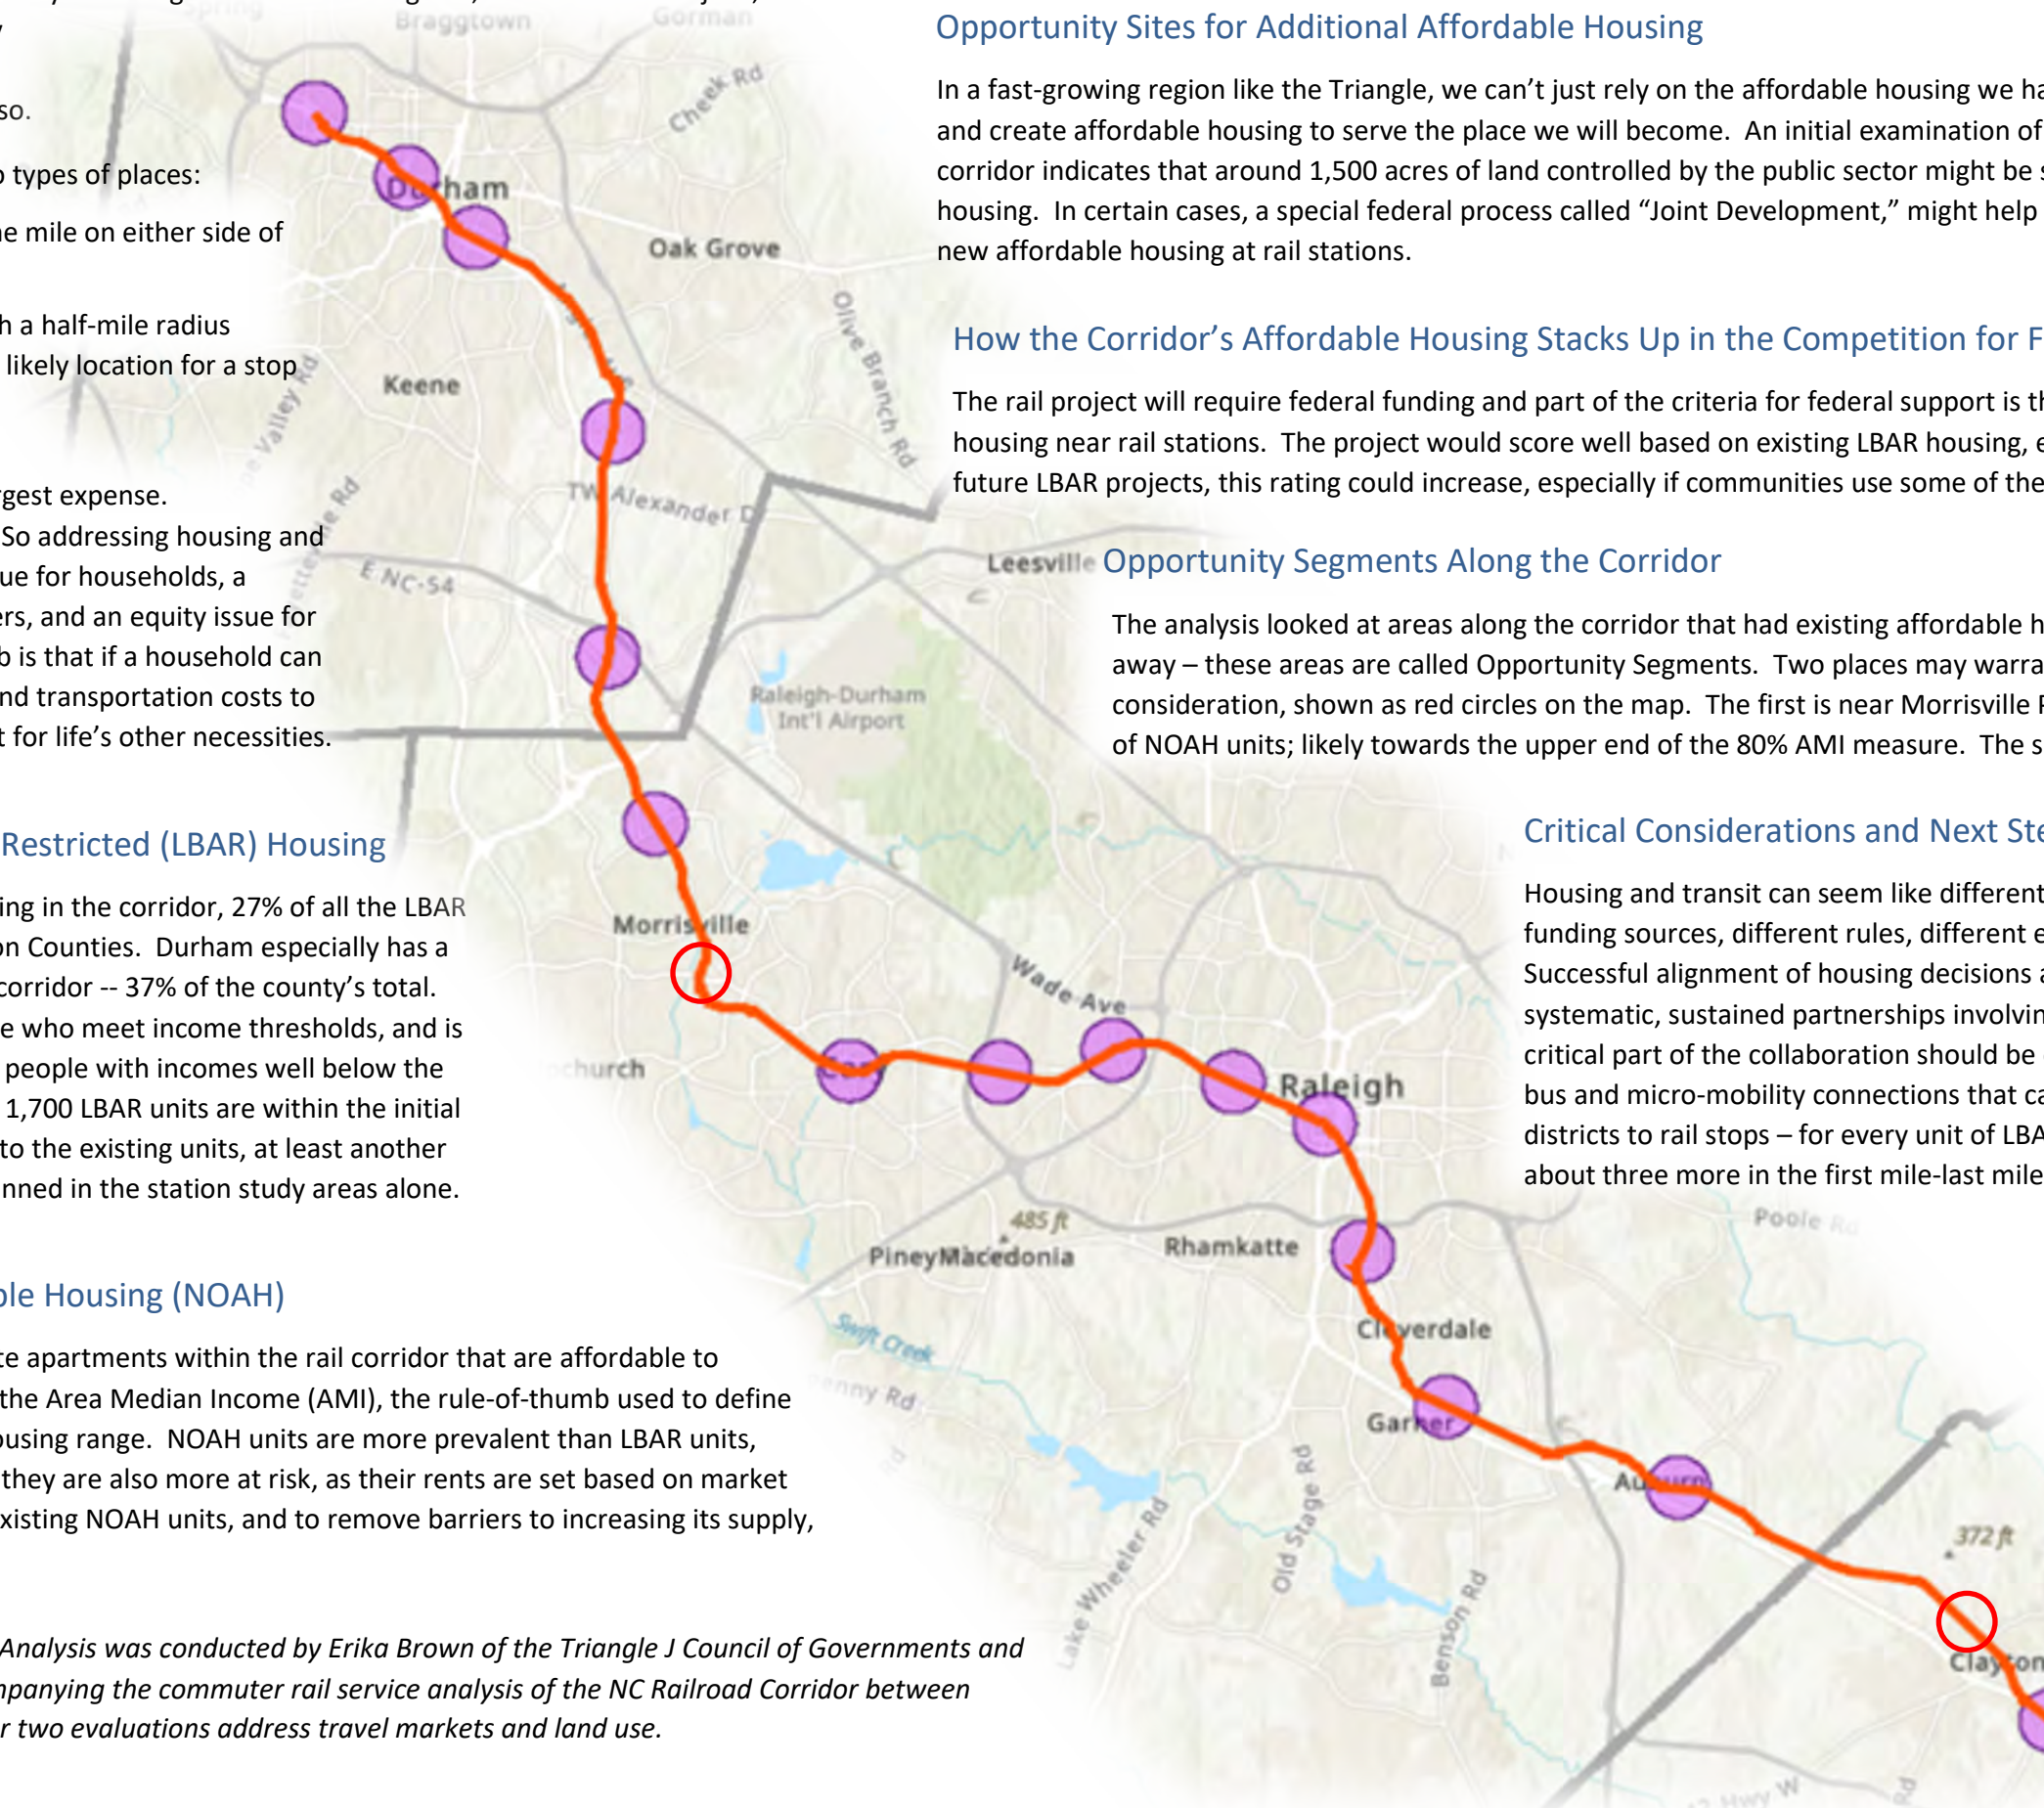 so.
types of places:
mile on either side of
a half-mile radius
likely location for a stop
expense.
So addressing housing and
for households, a
and an equity issue for
is that if a household can
transportation costs to
for life's other necessities.
Restricted (LBAR) Housing
in the corridor, 27% of all the LBAR
Counties. Durham especially has a
corridor -- 37% of the county's total.
who meet income thresholds, and is
people with incomes well below the
1,700 LBAR units are within the initial
to the existing units, at least another
in the station study areas alone.
Housing (NOAH)
apartments within the rail corridor that are affordable to
the Area Median Income (AMI), the rule-of-thumb used to define
range. NOAH units are more prevalent than LBAR units,
they are also more at risk, as their rents are set based on market
existing NOAH units, and to remove barriers to increasing its supply,
Analysis was conducted by Erika Brown of the Triangle J Council of Governments and
the commuter rail service analysis of the NC Railroad Corridor between
two evaluations address travel markets and land use.
Opportunity Sites for Additional Affordable Housing
In a fast-growing region like the Triangle, we can't just rely on the affordable housing we
and create affordable housing to serve the place we will become. An initial examination of
corridor indicates that around 1,500 acres of land controlled by the public sector might be
housing. In certain cases, a special federal process called “Joint Development,” might help
new affordable housing at rail stations.
How the Corridor's Affordable Housing Stacks Up in the Competition for
The rail project will require federal funding and part of the criteria for federal support is
housing near rail stations. The project would score well based on existing LBAR housing,
future LBAR projects, this rating could increase, especially if communities use some of the
Opportunity Segments Along the Corridor
The analysis looked at areas along the corridor that had existing affordable
away – these areas are called Opportunity Segments. Two places may
consideration, shown as red circles on the map. The first is near Morrisville
of NOAH units; likely towards the upper end of the 80% AMI measure. The
Critical Considerations and Next
Housing and transit can seem like different
funding sources, different rules, different
Successful alignment of housing decisions
systematic, sustained partnerships
critical part of the collaboration should be
bus and micro-mobility connections that
districts to rail stops – for every unit of
about three more in the first mile-last mile
Spring
Braggtown
Gorman
Cheek Rd
Durham
Oak Grove
Olive Branch Rd
Keene
Valley Rd
Rd
TW Alexander D
E NC-54
Leesville
Raleigh-Durham
Int'l Airport
Morrisville
Wade Ave
Cary
Raleigh
485 ft
Piney
Macedonia
Rhamkatte
Poole Rd
Swift Creek
Rd
Cloverdale
Garner
Auburn
Old Stage Rd
Lake Wheeler Rd
Benson Rd
372 ft
Clayton
Hwy W
Rd